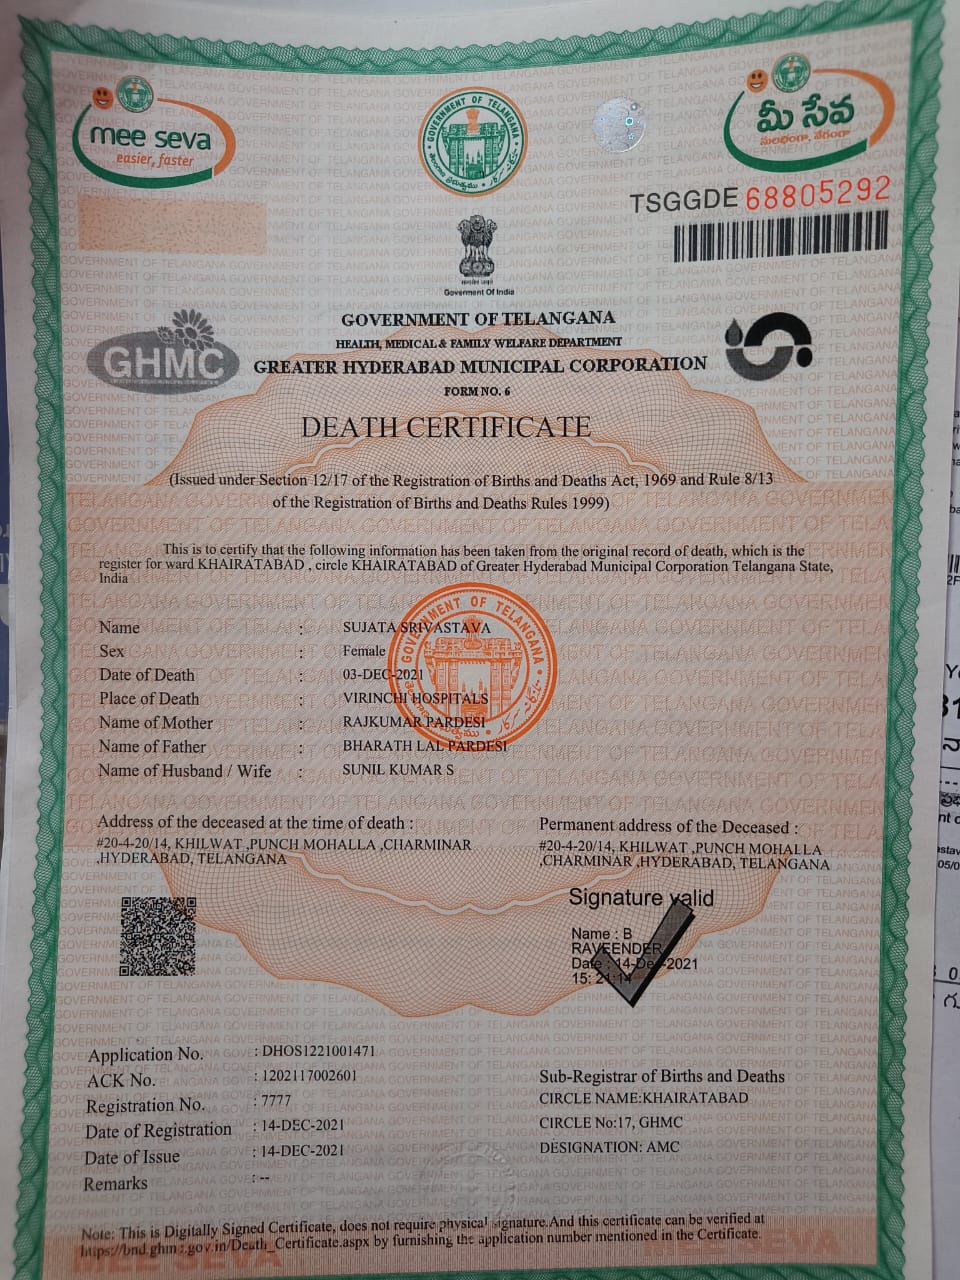 mee seva
easier, faster
GOVERNMENT OF TELANGANA
మీ సేవ
సులభంగా, వేగంగా
TSGGDE 68805292
Government Of India
GHMC
GOVERNMENT OF TELANGANA
HEALTH, MEDICAL & FAMILY WELFARE DEPARTMENT
GREATER HYDERABAD MUNICIPAL CORPORATION
FORM NO. 6
DEATH CERTIFICATE
(Issued under Section 12/17 of the Registration of Births and Deaths Act, 1969 and Rule 8/13
of the Registration of Births and Deaths Rules 1999)
This is to certify that the following information has been taken from the original record of death, which is the
register for ward KHAIRATABAD , circle KHAIRATABAD of Greater Hyderabad Municipal Corporation Telangana State,
India
Name : SUJATA SRIVASTAVA
Sex : Female
Date of Death : 03-DEC-2021
Place of Death : VIRINCHI HOSPITALS
Name of Mother : RAJKUMAR PARDESI
Name of Father : BHARATH LAL PARDESI
Name of Husband / Wife : SUNIL KUMAR S
GOVERNMENT OF TELANGANA
Address of the deceased at the time of death :
#20-4-20/14, KHILWAT ,PUNCH MOHALLA ,CHARMINAR
,HYDERABAD, TELANGANA
Permanent address of the Deceased :
#20-4-20/14, KHILWAT ,PUNCH MOHALLA
,CHARMINAR ,HYDERABAD, TELANGANA
Signature valid
Name : B
RAVEENDER
Date : 14-Dec-2021
15: 21:14
Application No. : DHOS1221001471
ACK No. : 1202117002601
Registration No. : 7777
Date of Registration : 14-DEC-2021
Date of Issue : 14-DEC-2021
Remarks : --
Sub-Registrar of Births and Deaths
CIRCLE NAME:KHAIRATABAD
CIRCLE No:17, GHMC
DESIGNATION: AMC
Note: This is Digitally Signed Certificate, does not require physical signature.And this certificate can be verified at
https://bnd.ghmc.gov.in/Death_Certificate.aspx by furnishing the application number mentioned in the Certificate.
MEE SEVA MEE SEVA